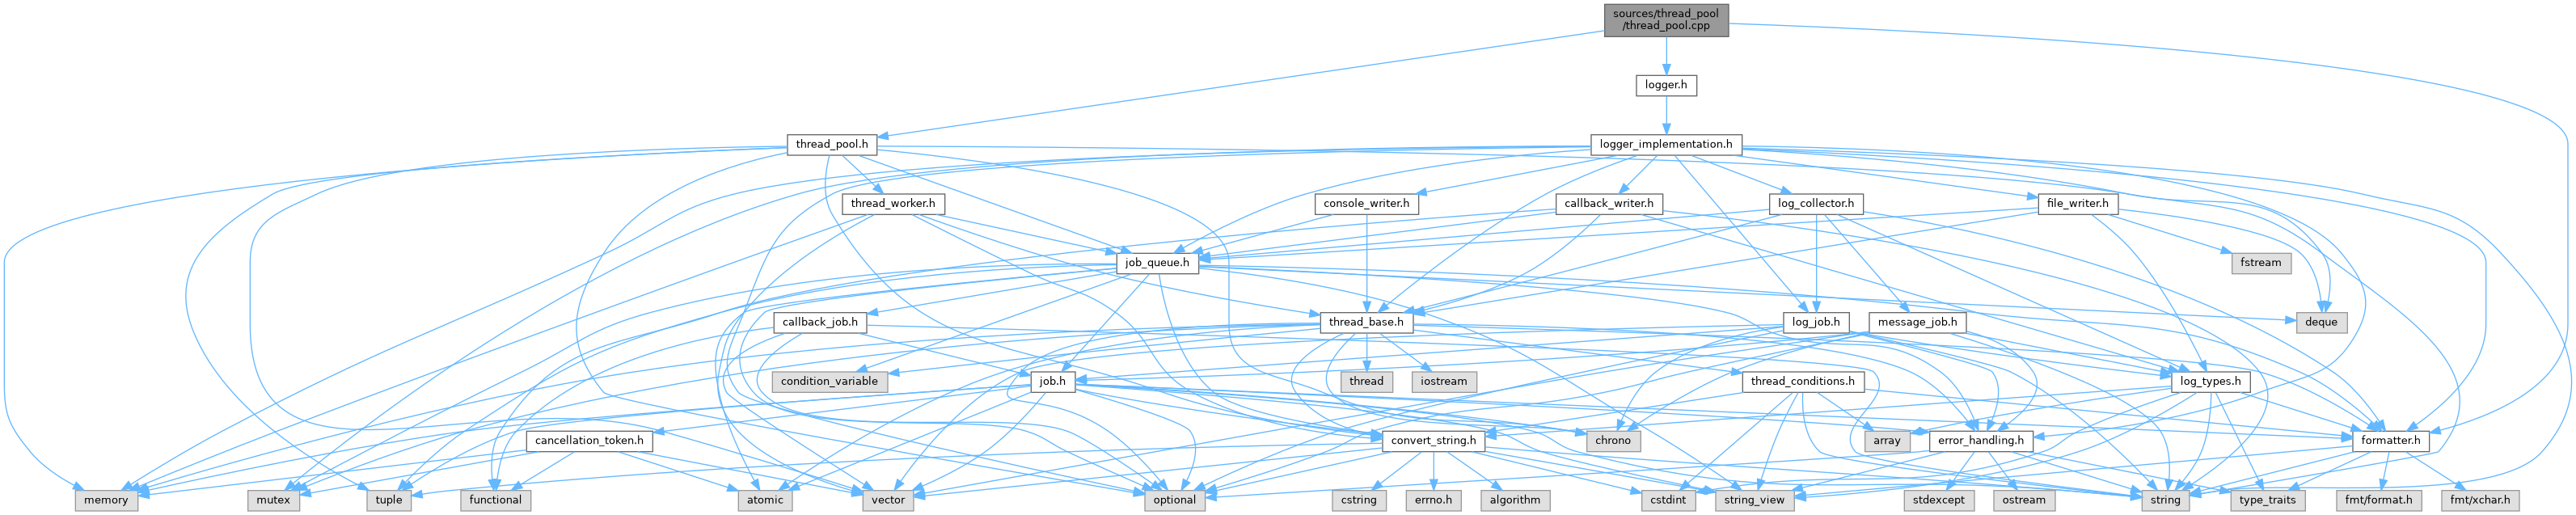 sources/thread_pool
/thread_pool.cpp
logger.h
thread_pool.h
logger_implementation.h
thread_worker.h
console_writer.h
callback_writer.h
log_collector.h
file_writer.h
job_queue.h
fstream
callback_job.h
thread_base.h
log_job.h
message_job.h
deque
condition_variable
job.h
thread
iostream
thread_conditions.h
log_types.h
cancellation_token.h
convert_string.h
chrono
array
error_handling.h
formatter.h
memory
mutex
tuple
functional
atomic
vector
optional
cstring
errno.h
algorithm
cstdint
string_view
stdexcept
ostream
string
type_traits
fmt/format.h
fmt/xchar.h